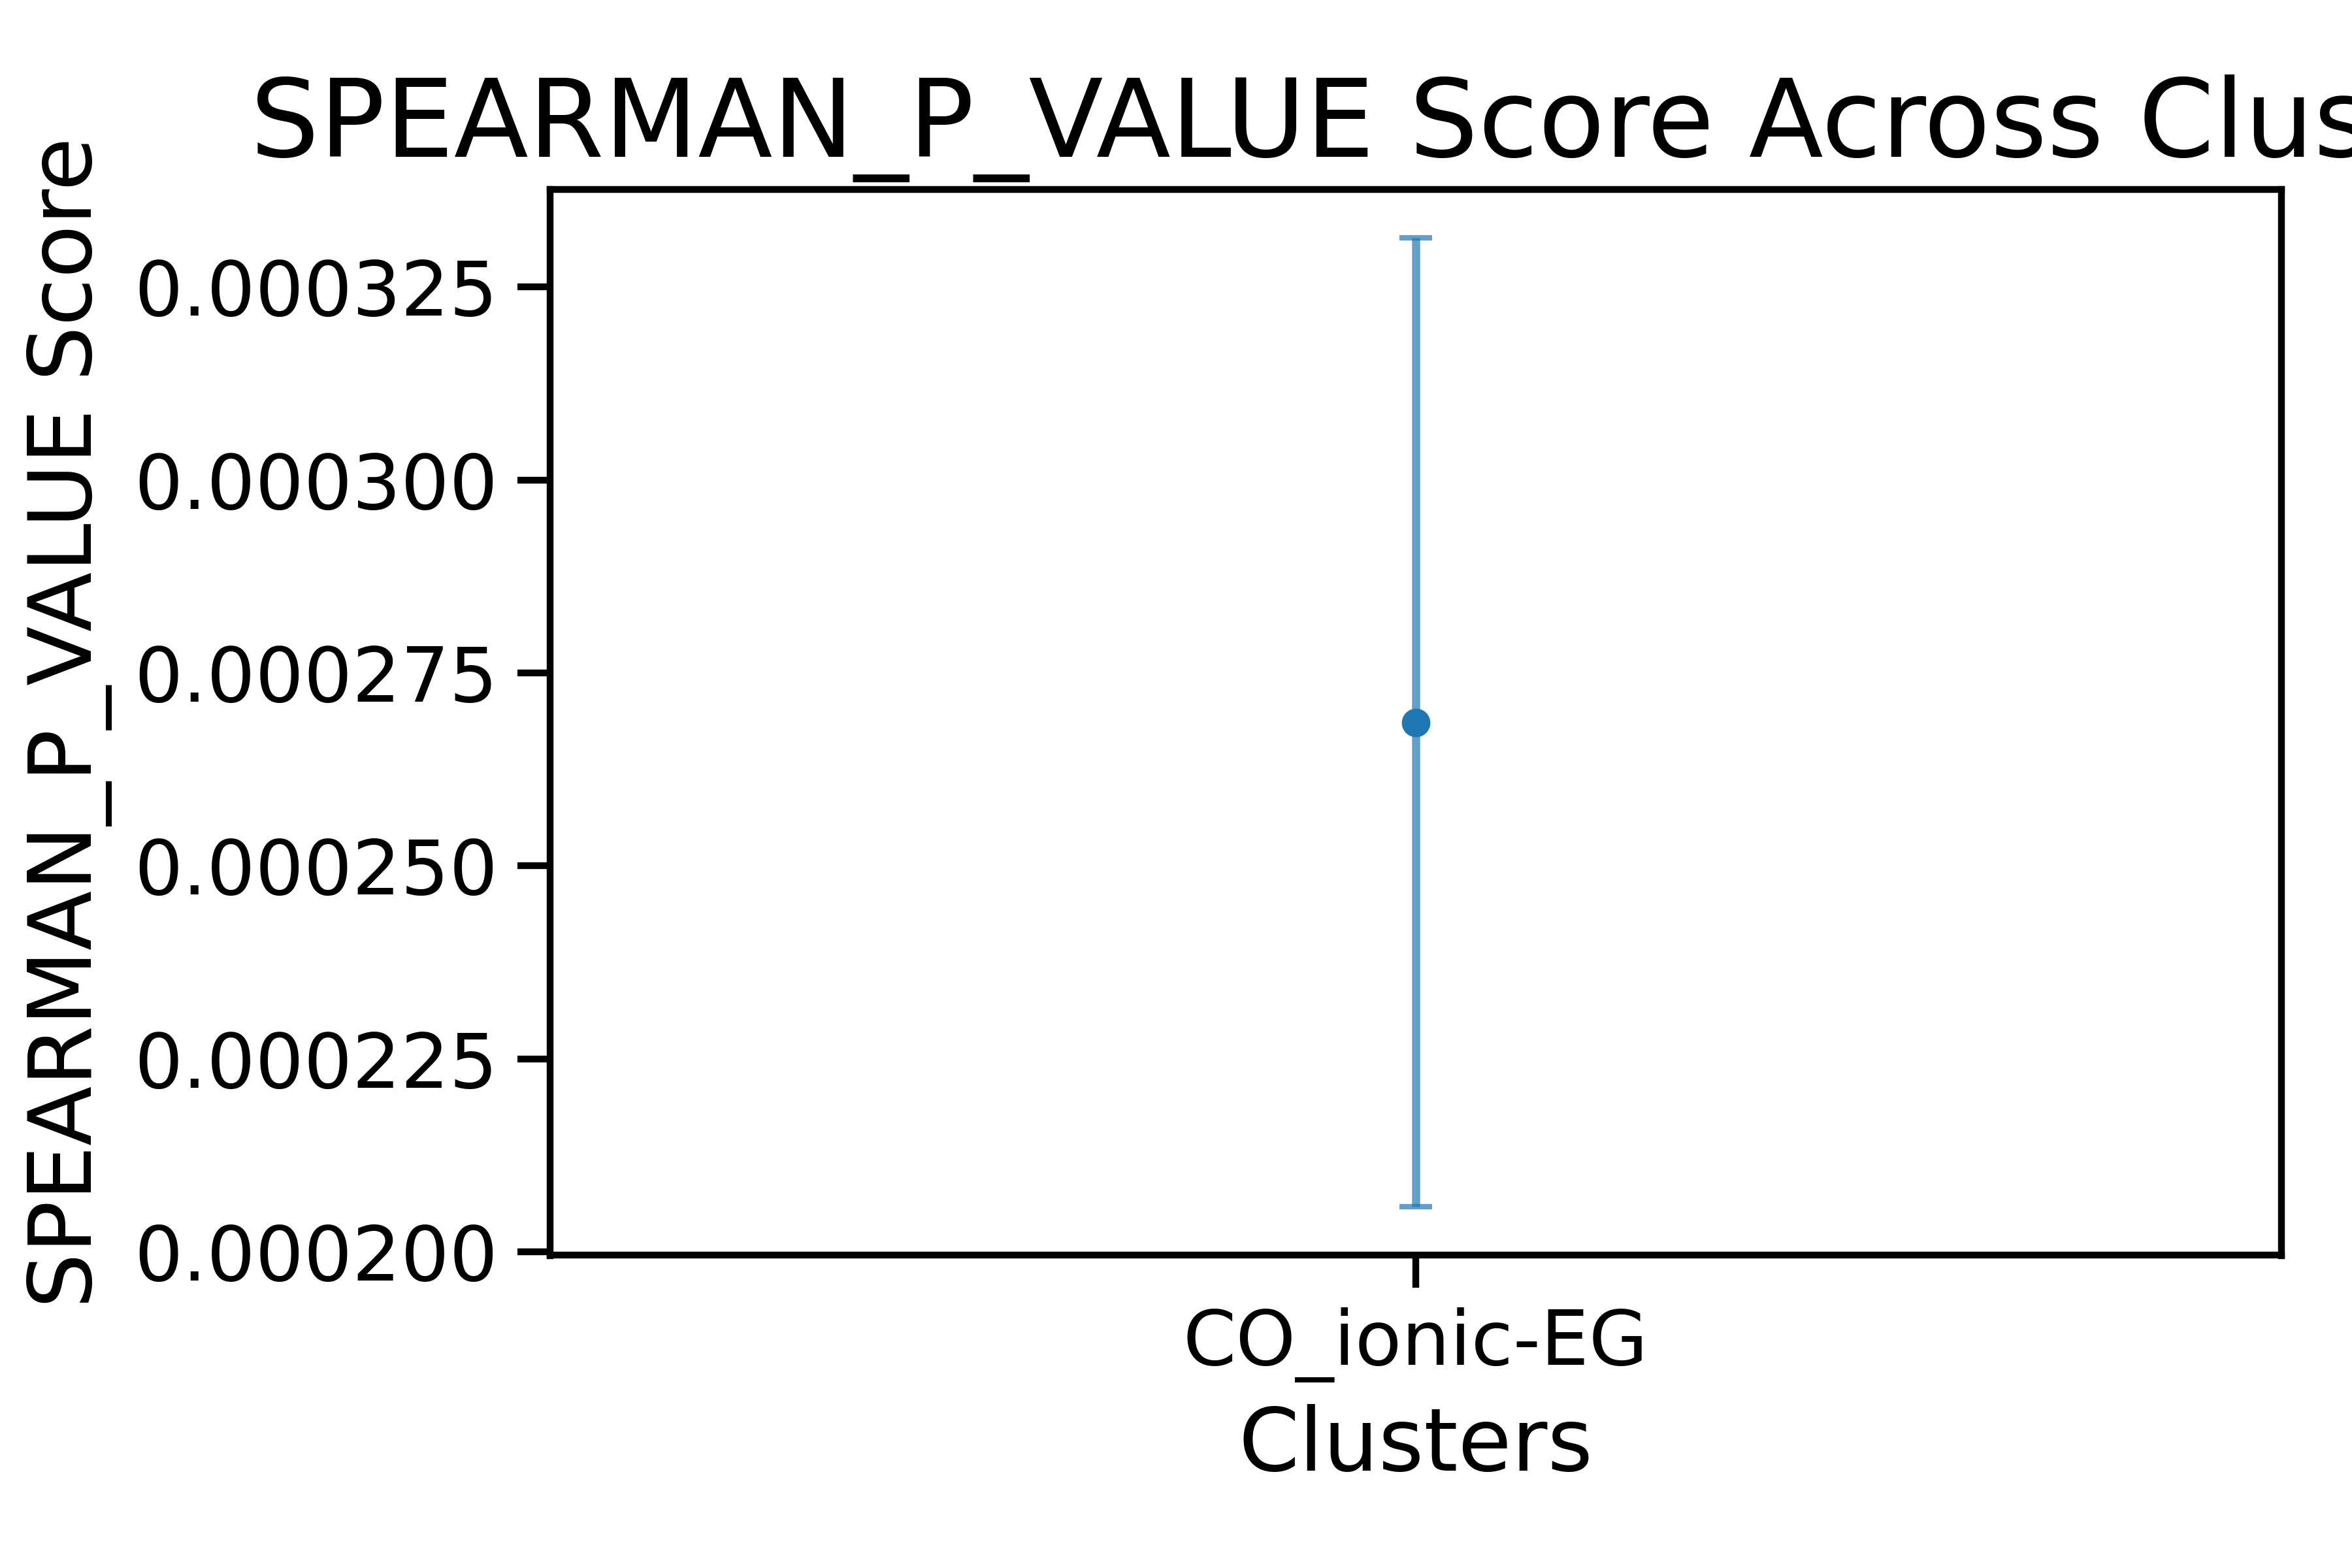 SPEARMAN_P_VALUE Score Across Clus
SPEARMAN_P_VALUE Score
0.000325
0.000300
0.000275
0.000250
0.000225
0.000200
CO_ionic-EG
Clusters